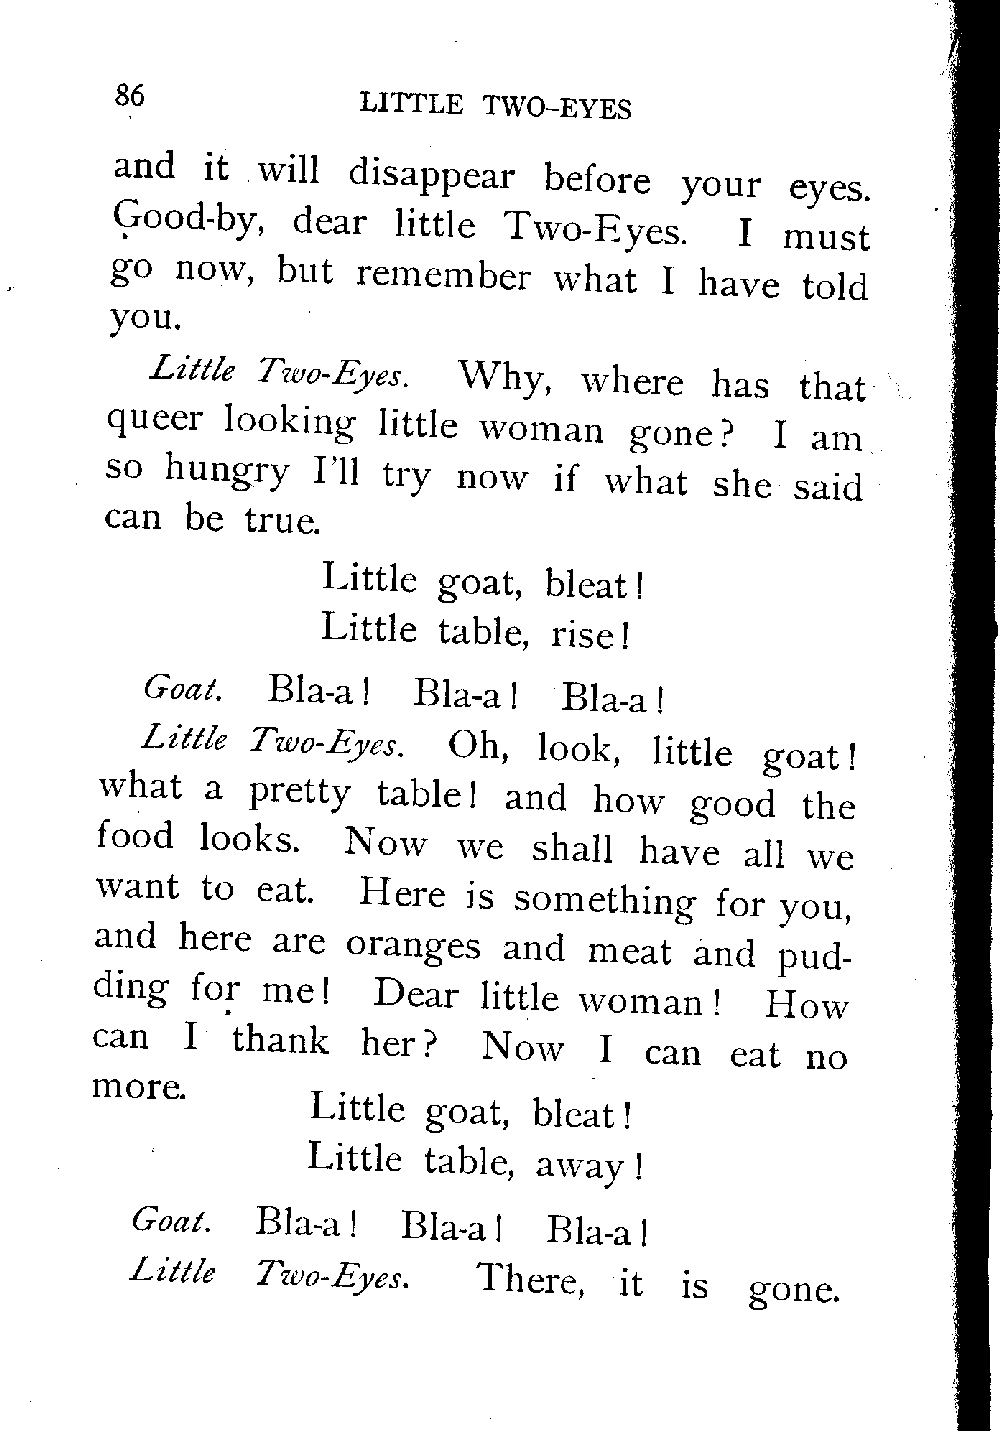 86 LITTLE TWO-EYES
and it will disappear before your eyes.
Good-by, dear little Two-Eyes. I must
go now, but remember what I have told
you.
Little Two-Eyes. Why, where has that
queer looking little woman gone? I am
so hungry I'll try now if what she said
can be true.
Little goat, bleat!
Little table, rise!
Goat. Bla-a! Bla-a! Bla-a!
Little Two-Eyes. Oh, look, little goat!
what a pretty table! and how good the
food looks. Now we shall have all we
want to eat. Here is something for you,
and here are oranges and meat and pud-
ding for me! Dear little woman! How
can I thank her? Now I can eat no
more.
Little goat, bleat!
Little table, away!
Goat. Bla-a! Bla-a! Bla-a!
Little Two-Eyes. There, it is gone.